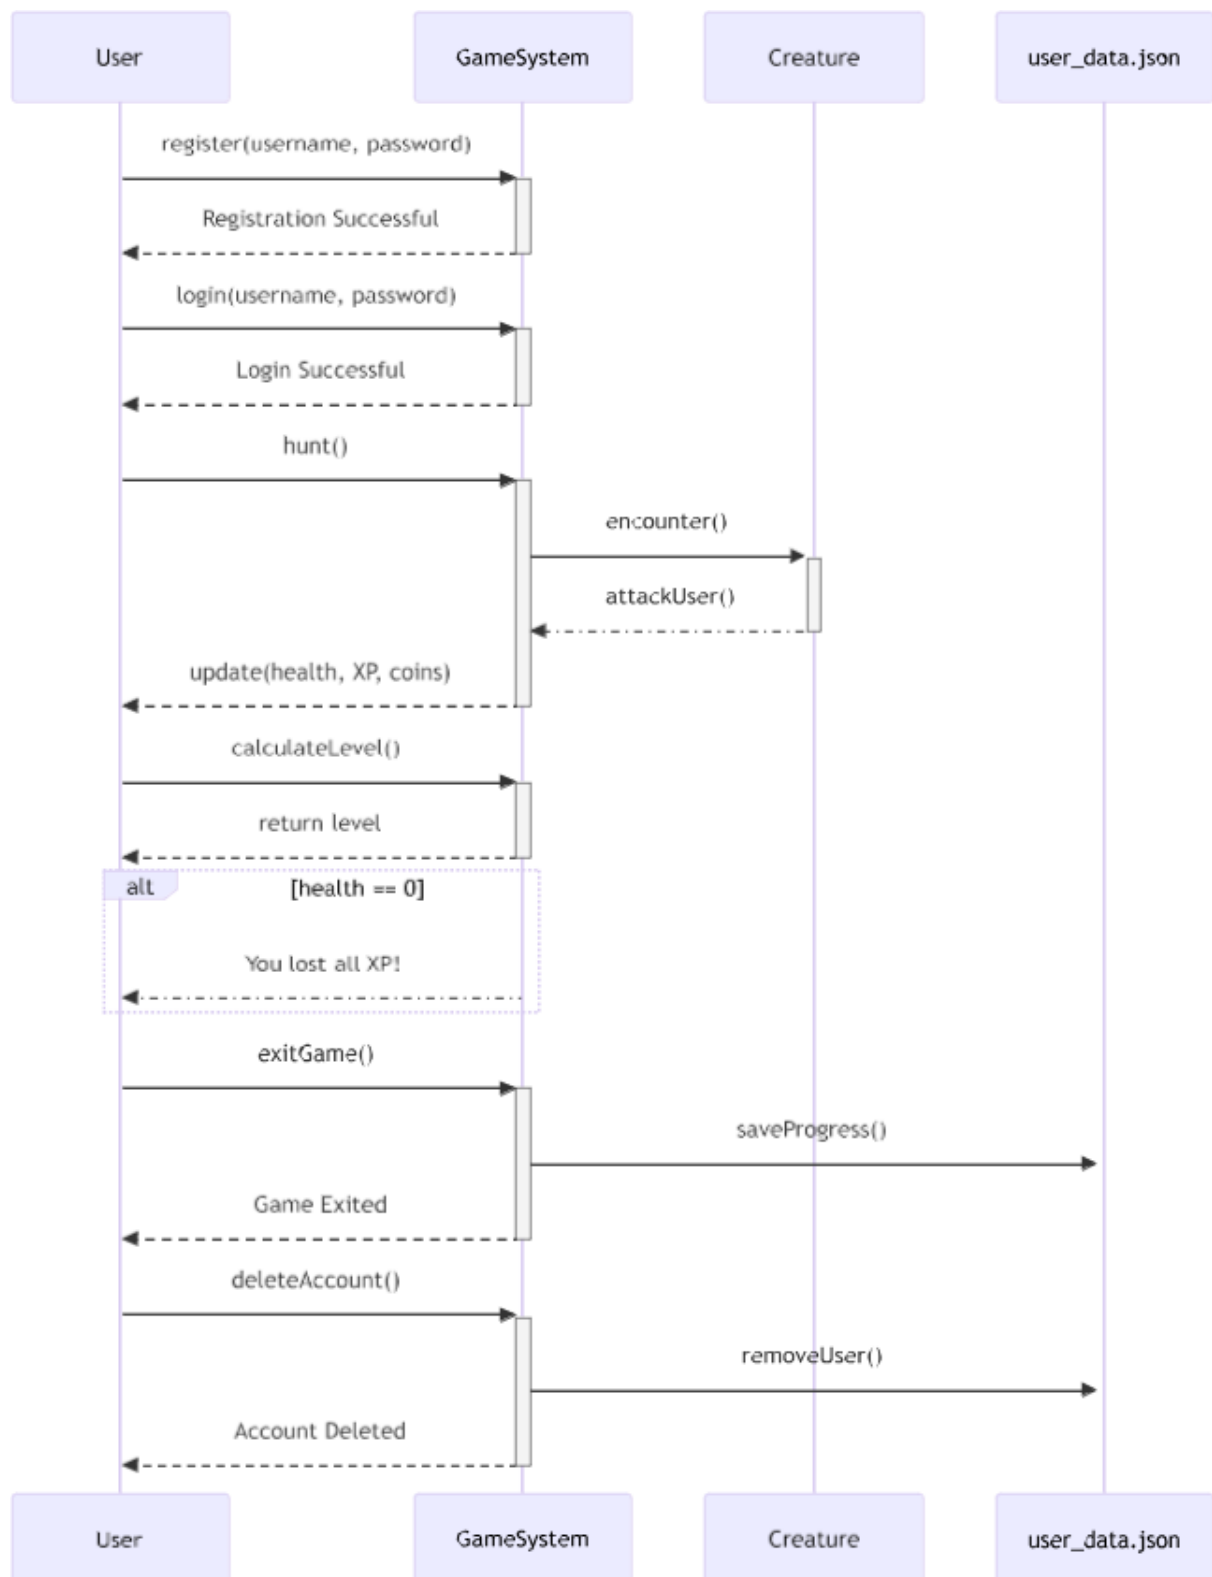 User
GameSystem
Creature
user_data.json
register(username, password)
Registration Successful
login(username, password)
Login Successful
hunt()
encounter()
attackUser()
update(health, XP, coins)
calculateLevel()
return level
alt
[health == 0]
You lost all XP!
exitGame()
saveProgress()
Game Exited
deleteAccount()
removeUser()
Account Deleted
User
GameSystem
Creature
user_data.json